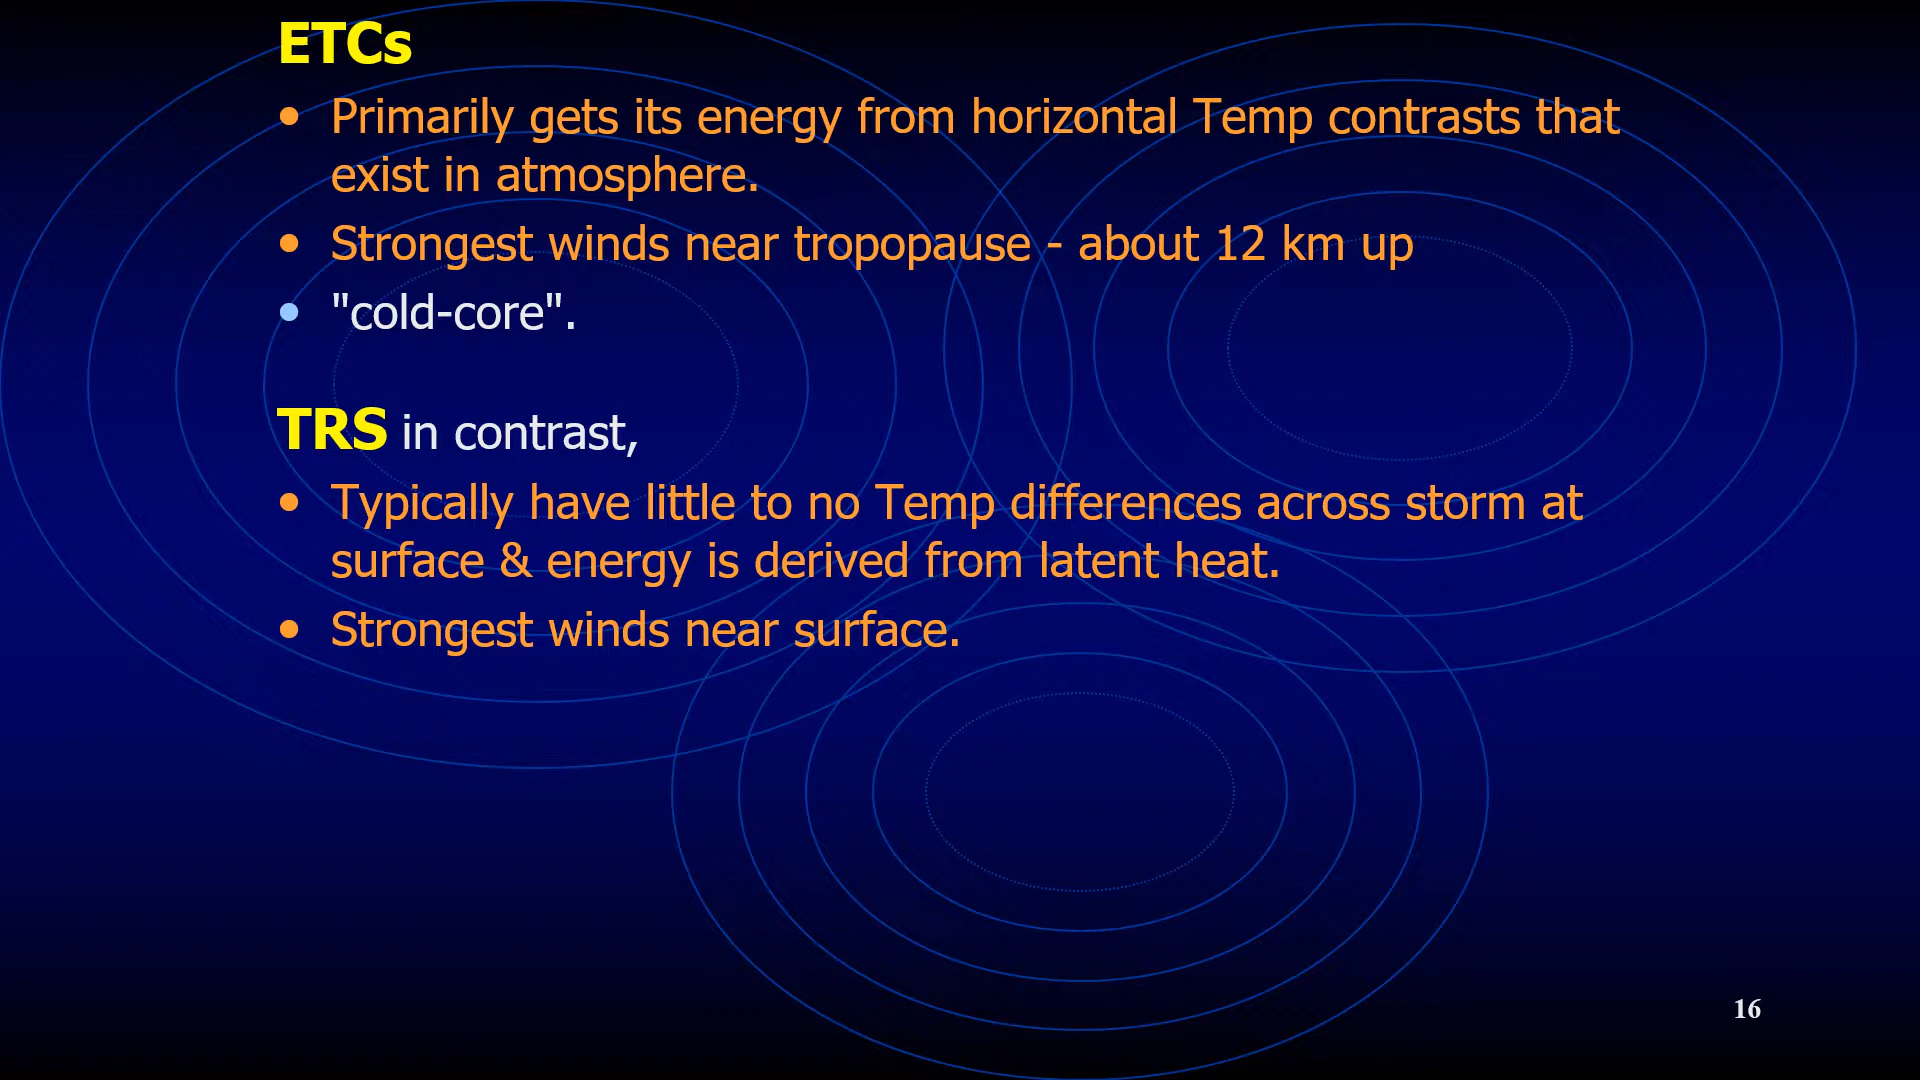 ETCs
• Primarily gets its energy from horizontal Temp contrasts that
exist in atmosphere.
• Strongest winds near tropopause - about 12 km up
• "cold-core".
TRS in contrast,
• Typically have little to no Temp differences across storm at
surface & energy is derived from latent heat.
• Strongest winds near surface.
16